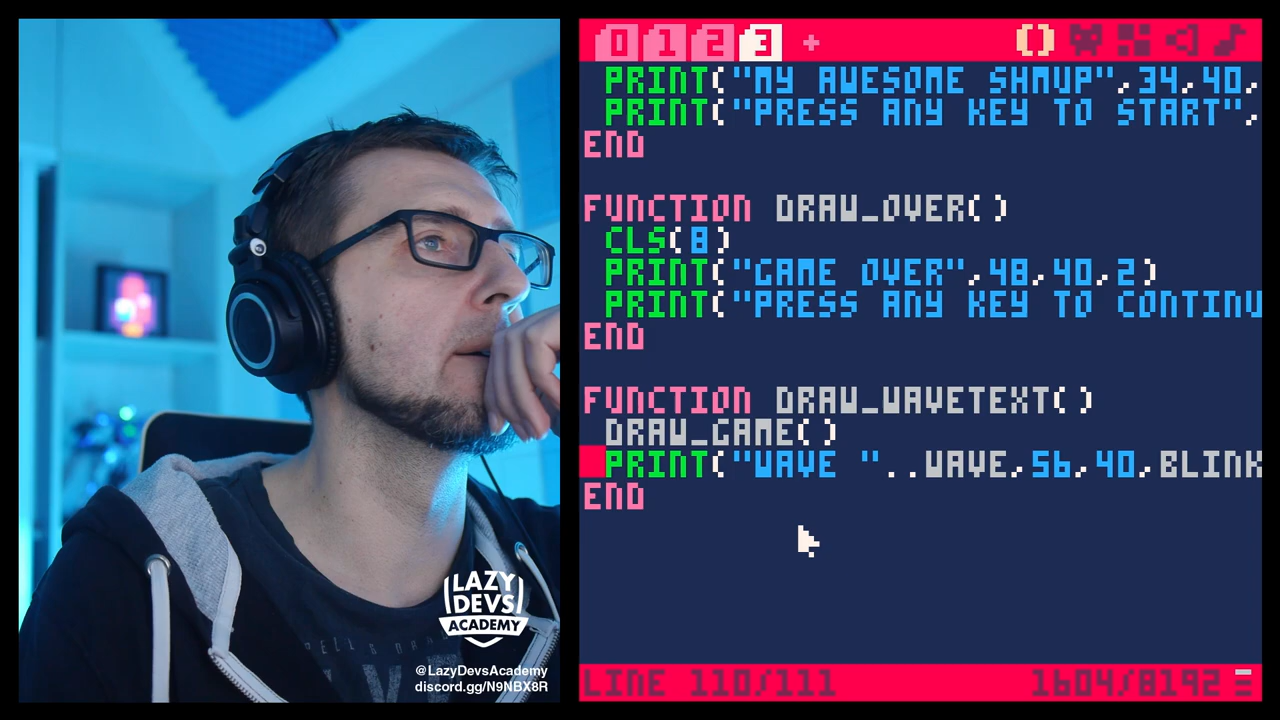 0 1 2 3 +
PRINT("MY AWESOME SHMUP",34,40,
PRINT("PRESS ANY KEY TO START",
END
FUNCTION DRAW_OVER()
CLS(8)
PRINT("GAME OVER",48,40,2)
PRINT("PRESS ANY KEY TO CONTINU
END
FUNCTION DRAW_WAVETEXT()
DRAW_GAME()
PRINT("WAVE "..WAVE,56,40,BLINK
END
LINE 110/111
1604/8192
LAZY
DEVS
ACADEMY
@LazyDevsAcademy
discord.gg/N9NBX8R